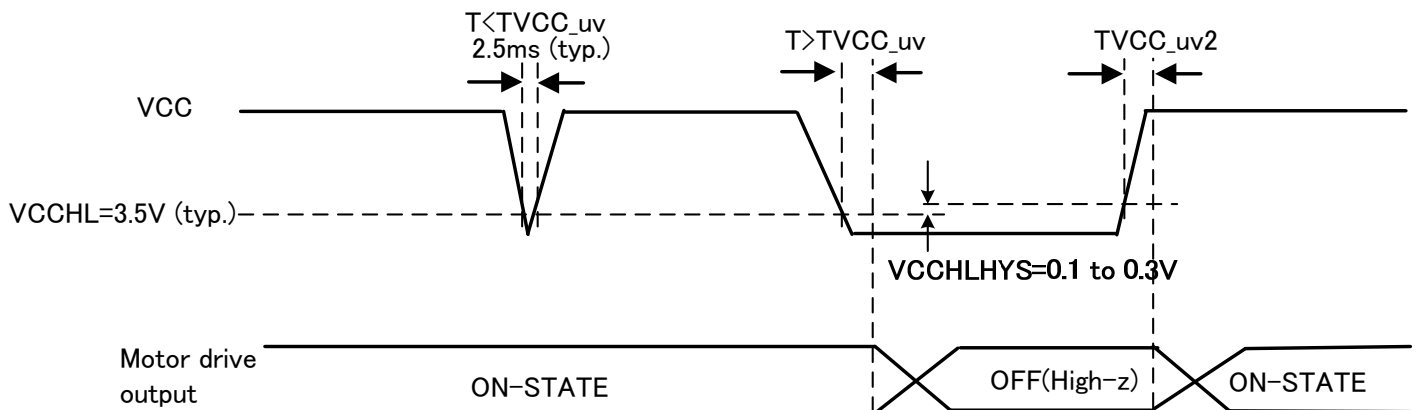 T<TVCC_uv
2.5ms (typ.)
T>TVCC_uv
TVCC_uv2
VCC
VCCHL=3.5V (typ.)
VCCHLHYS=0.1 to 0.3V
Motor drive
output
ON-STATE
OFF(High-z)
ON-STATE